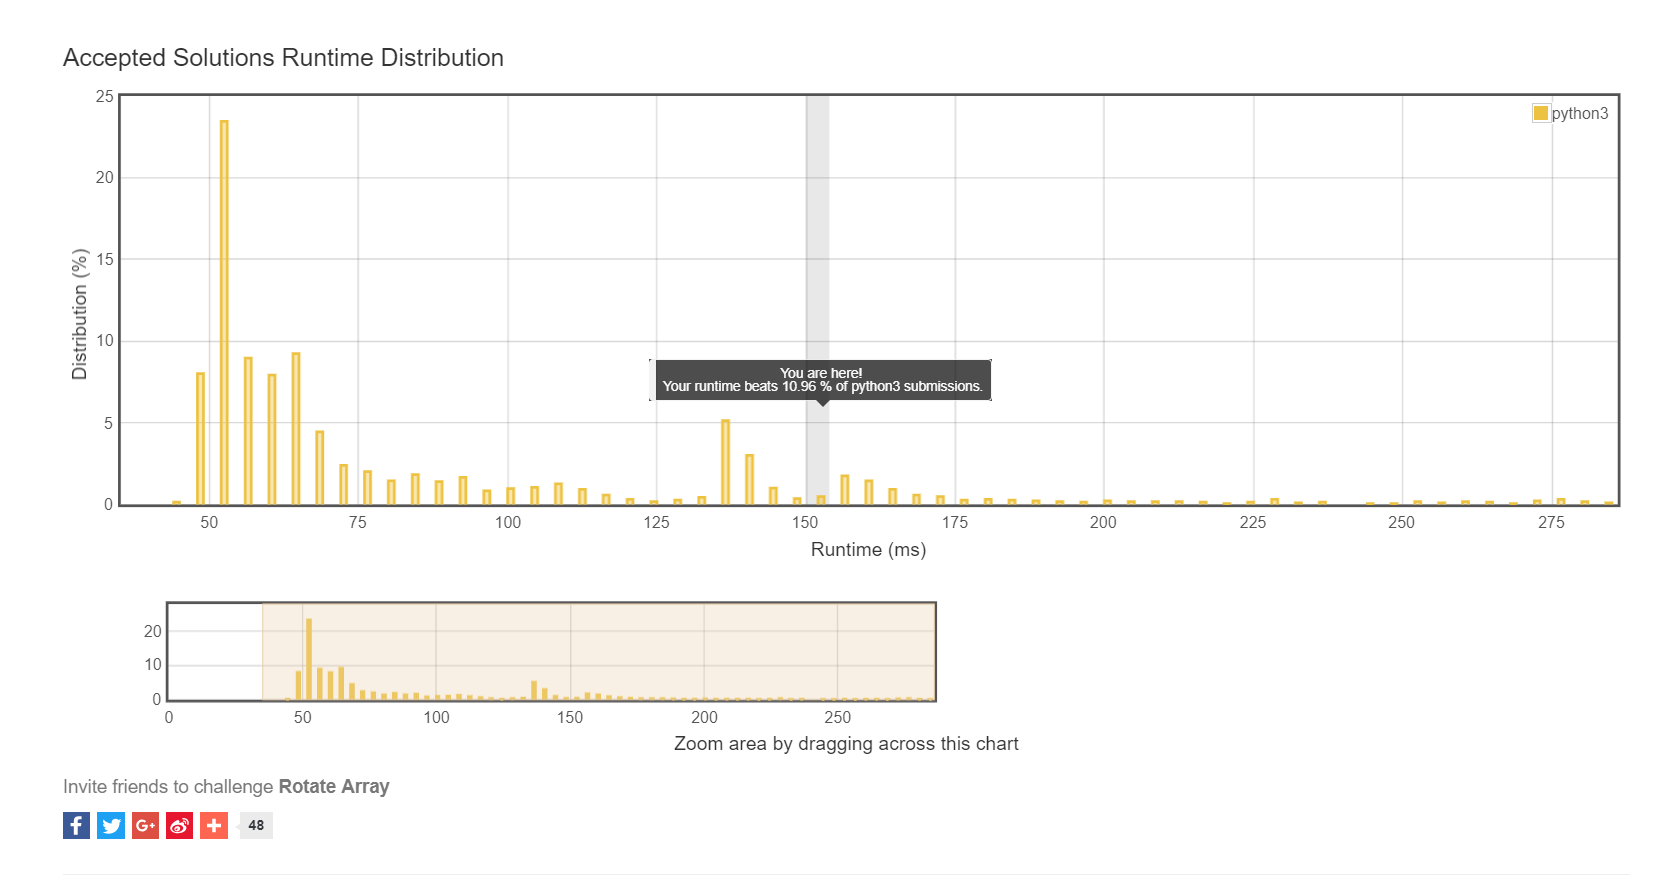 Accepted Solutions Runtime Distribution
25
20
15
10
5
0
Distribution (%)
python3
You are here!
Your runtime beats 10.96 % of python3 submissions.
50 75 100 125 150 175 200 225 250 275
Runtime (ms)
20
10
0
0 50 100 150 200 250
Zoom area by dragging across this chart
Invite friends to challenge Rotate Array
f G+ + 48